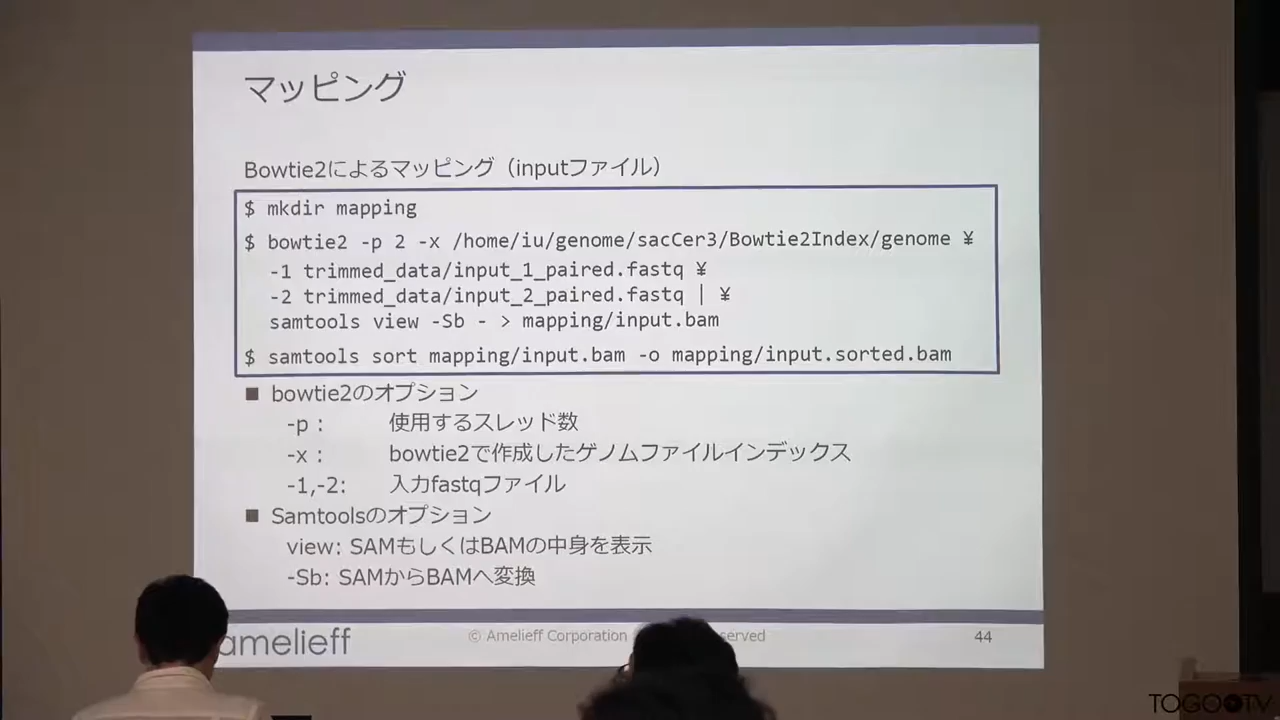 マッピング
Bowtie2によるマッピング（inputファイル）
$ mkdir mapping
$ bowtie2 -p 2 -x /home/iu/genome/sacCer3/Bowtie2Index/genome ¥
-1 trimmed_data/input_1_paired.fastq ¥
-2 trimmed_data/input_2_paired.fastq | ¥
samtools view -Sb - > mapping/input.bam
$ samtools sort mapping/input.bam -o mapping/input.sorted.bam
■ bowtie2のオプション
-p : 使用するスレッド数
-x : bowtie2で作成したゲノムファイルインデックス
-1,-2: 入力fastqファイル
■ Samtoolsのオプション
view: SAMもしくはBAMの中身を表示
-Sb: SAMからBAMへ変換
amelieff
© Amelieff Corporation
44
TOGOTV